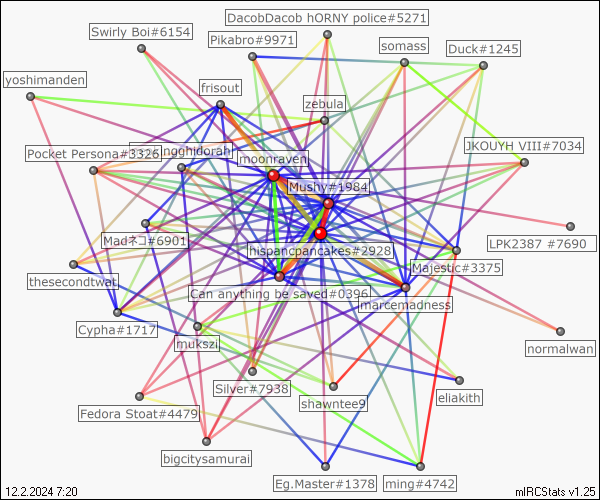 DacobDacob hORNY police#5271
Swirly Boi#6154
Pikabro#9971
somass
Duck#1245
yoshimanden
frisout
zebula
Pocket Persona#3326
moonraven
JKOUYH VIII#7034
Mushy#1984
LPK2387 #7690
Madネコ#6901
hispancpancakes#2928
Majestic#3375
thesecondtwat
Can anything be saved#0396
marcemadness
Cypha#1717
mukszi
normalwan
Silver#7938
shawntee9
eliakith
Fedora Stoat#4479
bigcitysamurai
Eg.Master#1378
ming#4742
12.2.2024 7:20
mIRCStats v1.25